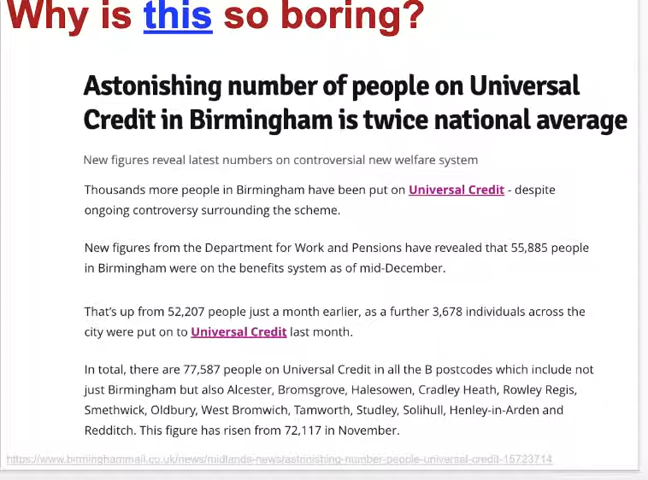 Why is this so boring?
Astonishing number of people on Universal
Credit in Birmingham is twice national average
New figures reveal latest numbers on controversial new welfare system
Thousands more people in Birmingham have been put on Universal Credit - despite
ongoing controversy surrounding the scheme.
New figures from the Department for Work and Pensions have revealed that 55,885 people
in Birmingham were on the benefits system as of mid-December.
That's up from 52,207 people just a month earlier, as a further 3,678 individuals across the
city were put on to Universal Credit last month.
In total, there are 77,587 people on Universal Credit in all the B postcodes which include not
just Birmingham but also Alcester, Bromsgrove, Halesowen, Cradley Heath, Rowley Regis,
Smethwick, Oldbury, West Bromwich, Tamworth, Studley, Solihull, Henley-in-Arden and
Redditch. This figure has risen from 72,117 in November.
https://www.birminghammail.co.uk/news/midlands-news/astonishing-number-people-universal-credit-15723714